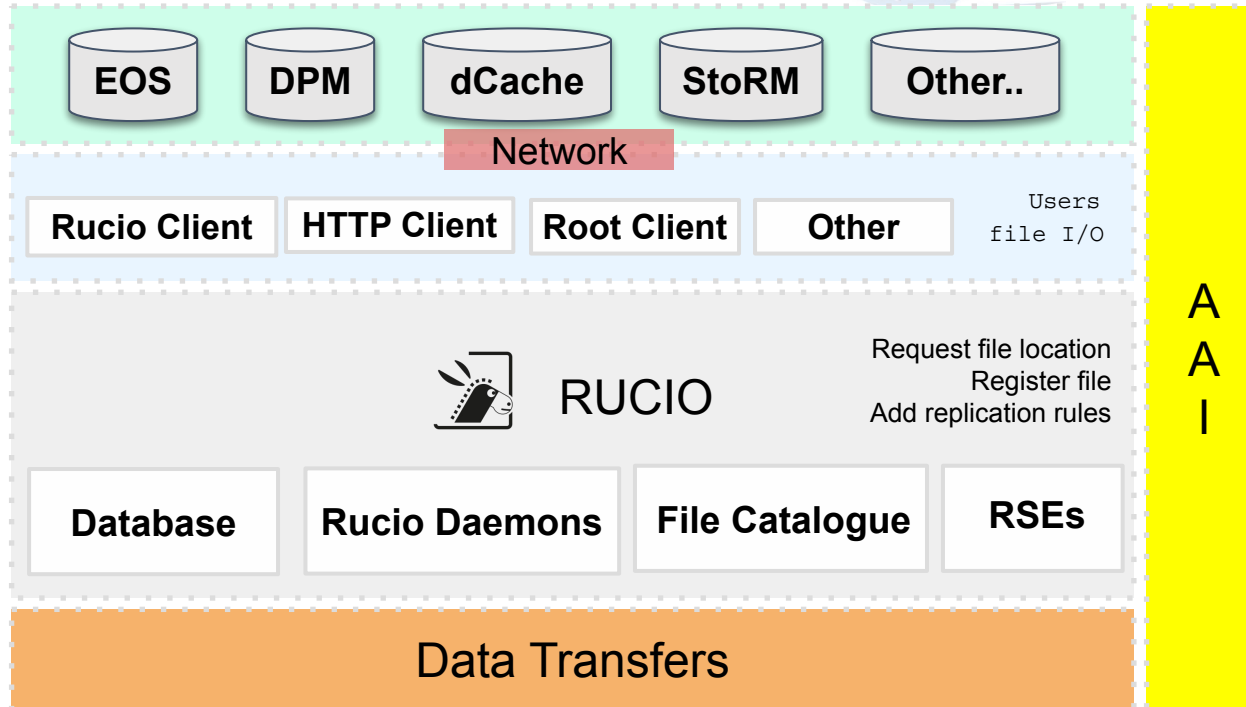 EOS
DPM
dCache
StoRM
Other..
Network
Rucio Client
HTTP Client
Root Client
Other
Users
file I/O
RUCIO
Request file location
Register file
Add replication rules
Database
Rucio Daemons
File Catalogue
RSEs
Data Transfers
A
A
I